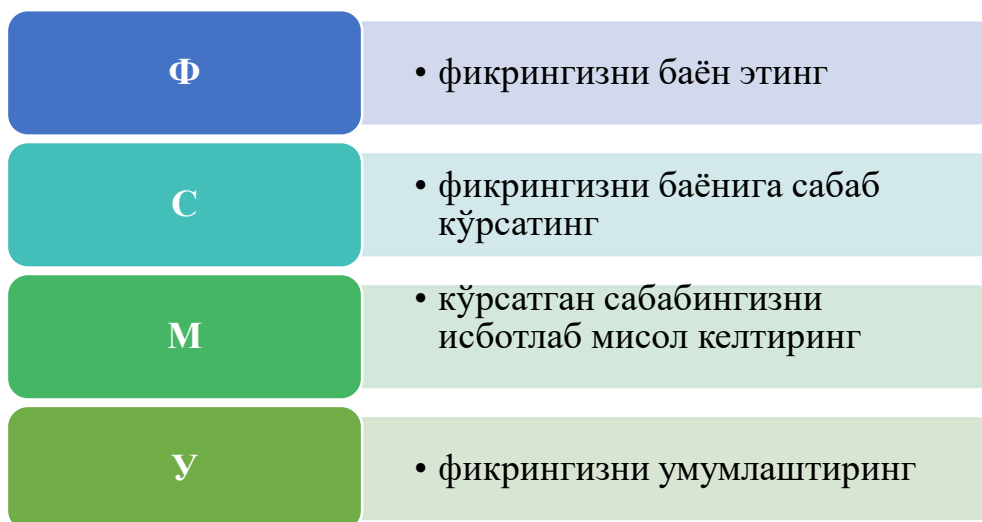 Ф
• фикрингизни баён этинг
С
• фикрингизни баёнига сабаб
кўрсатинг
М
• кўрсатган сабабингизни
исботлаб мисол келтиринг
У
• фикрингизни умумлаштиринг